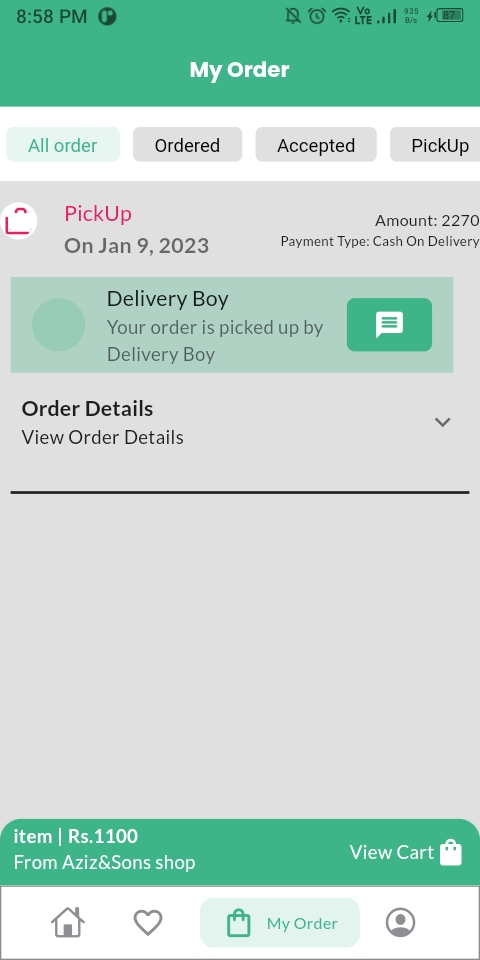 8:58 PM
Vo LTE 935 B/s 87
My Order
All order Ordered Accepted PickUp
PickUp
Amount: 2270
On Jan 9, 2023
Payment Type: Cash On Delivery
Delivery Boy
Your order is picked up by
Delivery Boy
Order Details
View Order Details
item | Rs.1100
From Aziz&Sons shop
View Cart
My Order